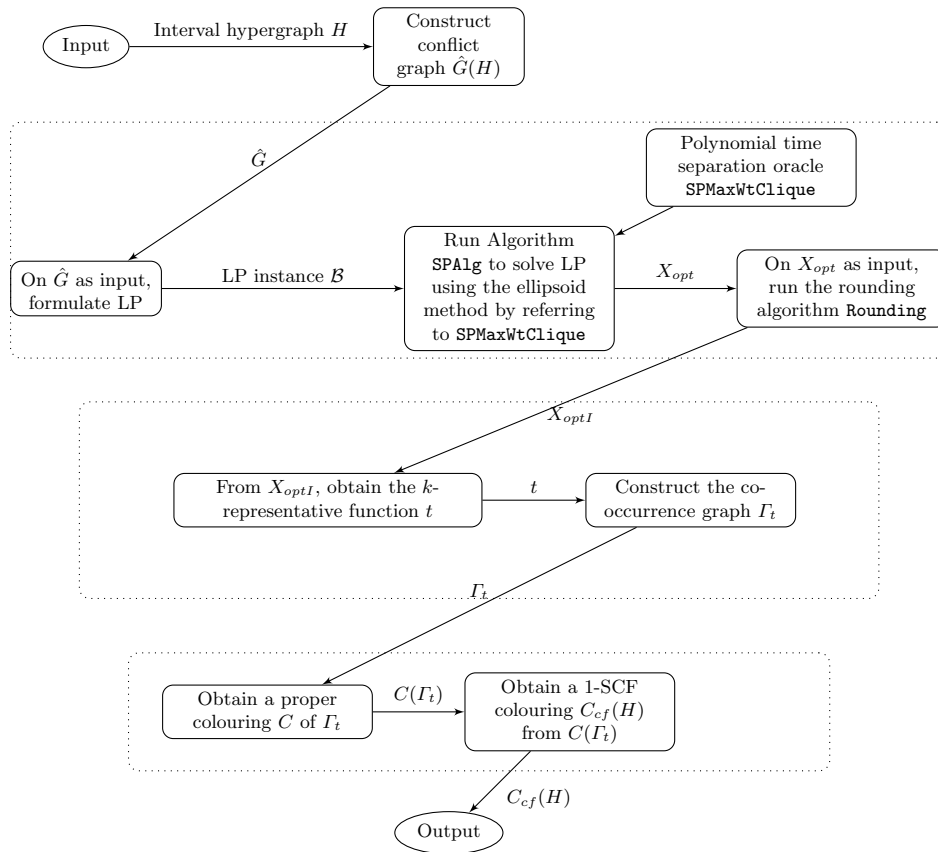 Input
Interval hypergraph H
Construct
conflict
graph Ĝ(H)
Ĝ
Polynomial time
separation oracle
SPMaxWtClique
On Ĝ as input,
formulate LP
LP instance ℬ
Run Algorithm
SPAlg to solve LP
using the ellipsoid
method by referring
to SPMaxWtClique
X_opt
On X_opt as input,
run the rounding
algorithm Rounding
X_optI
From X_optI, obtain the k-
representative function t
t
Construct the co-
occurrence graph Γ_t
Γ_t
Obtain a proper
colouring C of Γ_t
C(Γ_t)
Obtain a 1-SCF
colouring C_cf(H)
from C(Γ_t)
C_cf(H)
Output